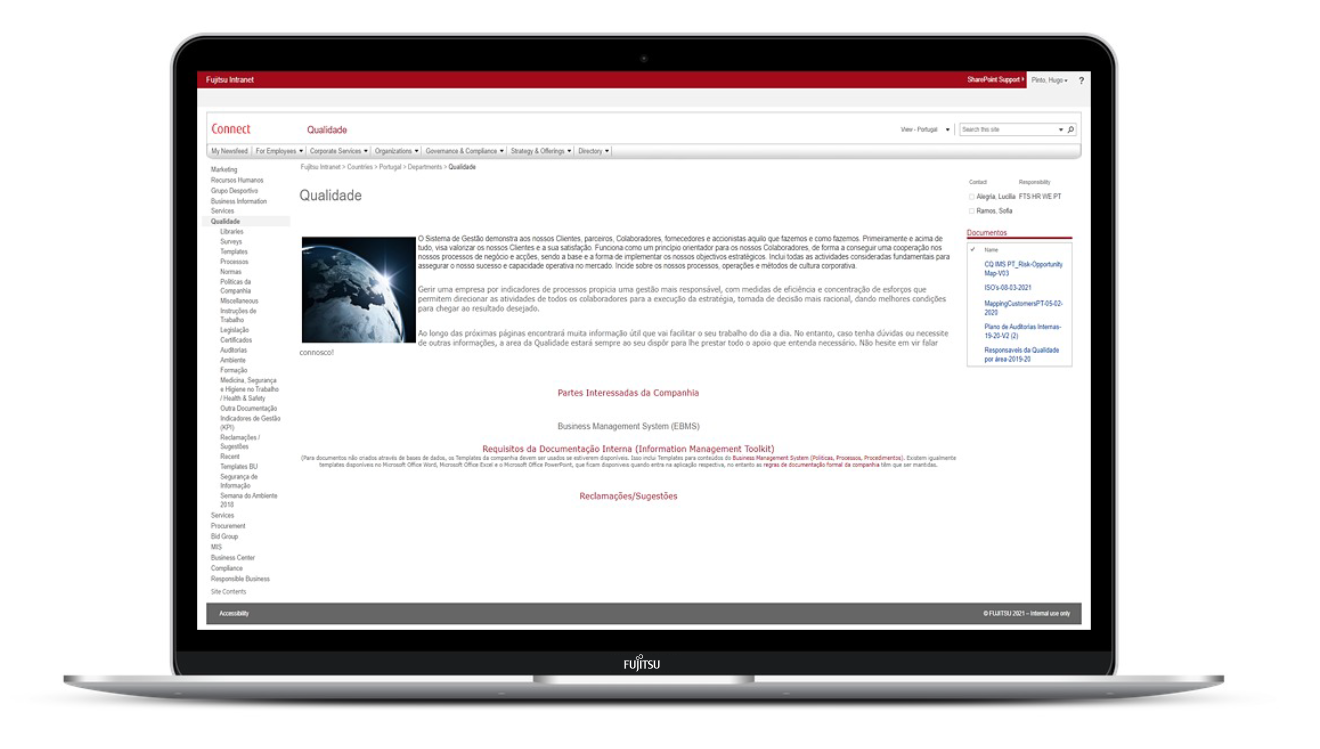 Fujitsu Intranet
SharePoint Support
Pinto, Hugo
?
Connect
Qualidade
View - Portugal
Search this site
My Newsfeed
For Employees
Corporate Services
Organizations
Governance & Compliance
Strategy & Offerings
Directory
Marketing
Recursos Humanos
Grupo Desportivo
Business Information
Services
Qualidade
Libraries
Surveys
Templates
Processos
Normas
Políticas da
Companhia
Miscellaneous
Instruções de
Trabalho
Legislação
Certificados
Auditorias
Ambiente
Formação
Medicina, Segurança
e Higiene no Trabalho
/ Health & Safety
Outra Documentação
Indicadores de Gestão
(KPI)
Reclamações /
Sugestões
Recent
Templates BU
Segurança de
Informação
Semana do Ambiente
2018
Services
Procurement
Bid Group
MIS
Business Center
Compliance
Responsible Business
Site Contents
Fujitsu Intranet > Countries > Portugal > Departments > Qualidade
Qualidade
O Sistema de Gestão demonstra aos nossos Clientes, parceiros, Colaboradores, fornecedores e accionistas aquilo que fazemos e como fazemos. Primeiramente e acima de
tudo, visa valorizar os nossos Clientes e a sua satisfação. Funciona como um princípio orientador para os nossos Colaboradores, de forma a conseguir uma cooperação nos
nossos processos de negócio e acções, sendo a base e a forma de implementar os nossos objectivos estratégicos. Inclui todas as actividades consideradas fundamentais para
assegurar o nosso sucesso e capacidade operativa no mercado. Incide sobre os nossos processos, operações e métodos de cultura corporativa.
Gerir uma empresa por indicadores de processos propicia uma gestão mais responsável, com medidas de eficiência e concentração de esforços que
permitem direcionar as atividades de todos os colaboradores para a execução da estratégia, tomada de decisão mais racional, dando melhores condições
para chegar ao resultado desejado.
Ao longo das próximas páginas encontrará muita informação útil que vai facilitar o seu trabalho do dia a dia. No entanto, caso tenha dúvidas ou necessite
de outras informações, a area da Qualidade estará sempre ao seu dispôr para lhe prestar todo o apoio que entenda necessário. Não hesite em vir falar
connosco!
Partes Interessadas da Companhia
Business Management System (EBMS)
Requisitos da Documentação Interna (Information Management Toolkit)
(Para documentos não criados através de bases de dados, os Templates da companhia devem ser usados se estiverem disponíveis. Isso inclui Templates para conteúdos do Business Management System (Políticas, Processos, Procedimentos). Existem igualmente
templates disponíveis no Microsoft Office Word, Microsoft Office Excel e o Microsoft Office PowerPoint, que ficam disponíveis quando entra na aplicação respectiva, no entanto as regras de documentação formal da companhia têm que ser mantidas.
Reclamações/Sugestões
Contact
Responsibility
Alegria, Lucília FTS HR WE PT
Ramos, Sofia
Documentos
Name
CQ IMS PT_Risk-Opportunity
Map-V03
ISO's-08-03-2021
MappingCustomersPT-05-02-
2020
Plano de Auditorias Internas-
19-20-V2 (2)
Responsaveis da Qualidade
por área-2019-20
Accessibility
© FUJITSU 2021 – Internal use only
FUJITSU